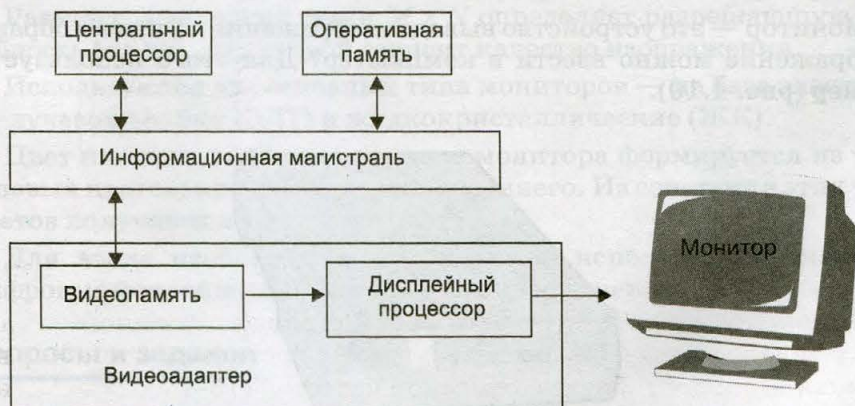 Центральный
процессор
Оперативная
память
Информационная магистраль
Видеопамять
Дисплейный
процессор
Видеоадаптер
Монитор